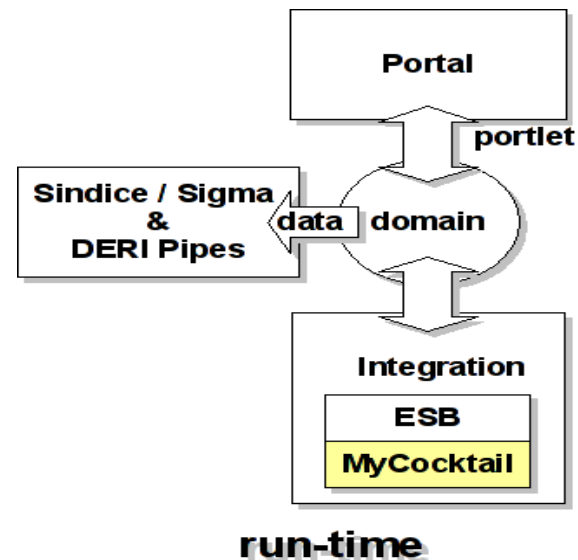 Portal
portlet
Sindice / Sigma
&
DERI Pipes
data
domain
Integration
ESB
MyCocktail
run-time